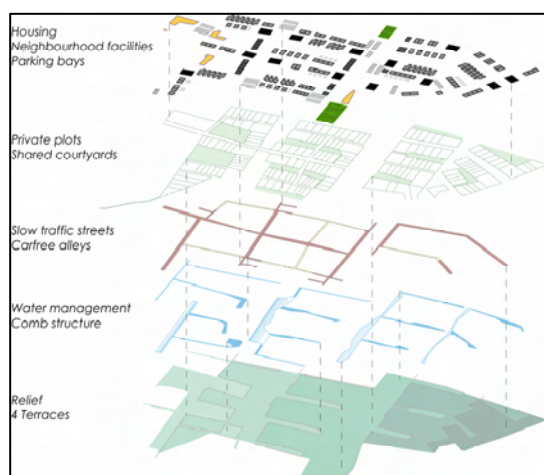 Housing
Neighbourhood facilities
Parking bays
Private plots
Shared courtyards
Slow traffic streets
Carfree alleys
Water management
Comb structure
Relief
4 Terraces